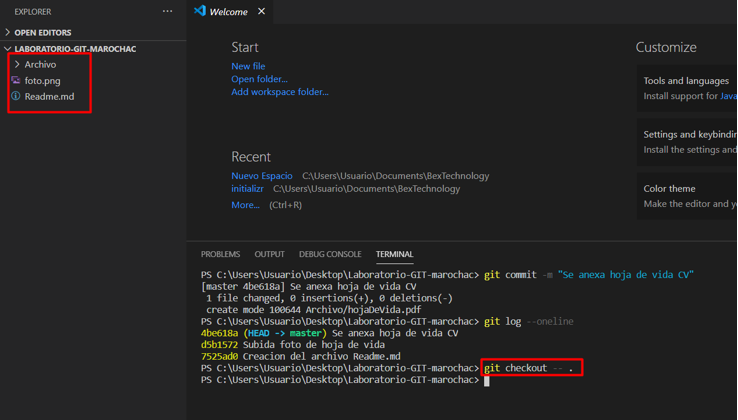 EXPLORER
OPEN EDITORS
LABORATORIO-GIT-MAROCHAC
Archivo
foto.png
Readme.md
Welcome
Start
New file
Open folder...
Add workspace folder...
Recent
Nuevo Espacio C:\Users\Usuario\Documents\BexTechnology
initializr C:\Users\Usuario\Documents\BexTechnology
More... (Ctrl+R)
Customize
Tools and languages
Install support for Java
Settings and keybindin
Install the settings and
Color theme
Make the editor and y
PROBLEMS OUTPUT DEBUG CONSOLE TERMINAL
PS C:\Users\Usuario\Desktop\Laboratorio-GIT-marochac> git commit -m "Se anexa hoja de vida CV"
[master 4be618a] Se anexa hoja de vida CV
1 file changed, 0 insertions(+), 0 deletions(-)
create mode 100644 Archivo/hojaDeVida.pdf
PS C:\Users\Usuario\Desktop\Laboratorio-GIT-marochac> git log --oneline
4be618a (HEAD -> master) Se anexa hoja de vida CV
d5b1572 Subida foto de hoja de vida
7525ad0 Creacion del archivo Readme.md
PS C:\Users\Usuario\Desktop\Laboratorio-GIT-marochac> git checkout -- .
PS C:\Users\Usuario\Desktop\Laboratorio-GIT-marochac>